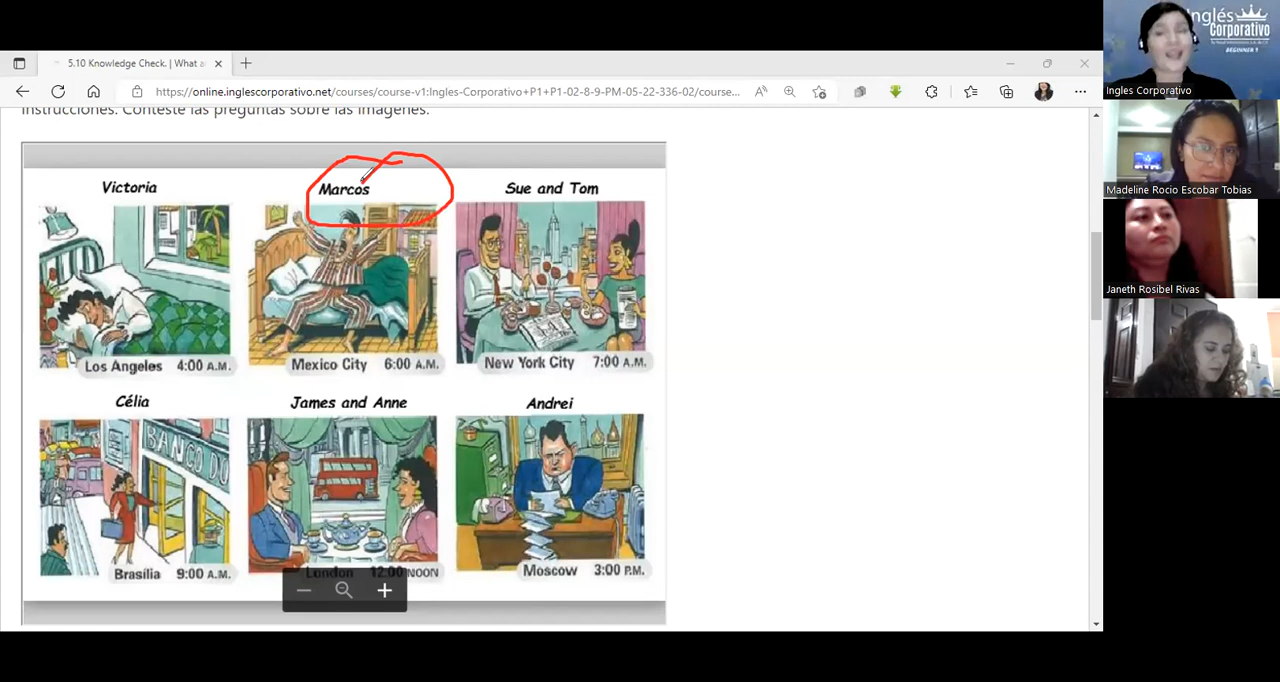 5.10 Knowledge Check. | What a
https://online.inglescorporativo.net/courses/course-v1:Ingles-Corporativo+P1+P1-02-8-9-PM-05-22-336-02/course...
Instrucciones: Conteste las preguntas sobre las imágenes.
Victoria
Marcos
Sue and Tom
Los Angeles 4:00 A.M.
Mexico City 6:00 A.M.
New York City 7:00 A.M.
Célia
James and Anne
Andrei
BANCO DO
Brasília 9:00 A.M.
London 12:00 NOON
Moscow 3:00 P.M.
Inglés
Corporativo
BEGINNER 1
Ingles Corporativo
Madeline Rocio Escobar Tobias
Janeth Rosibel Rivas